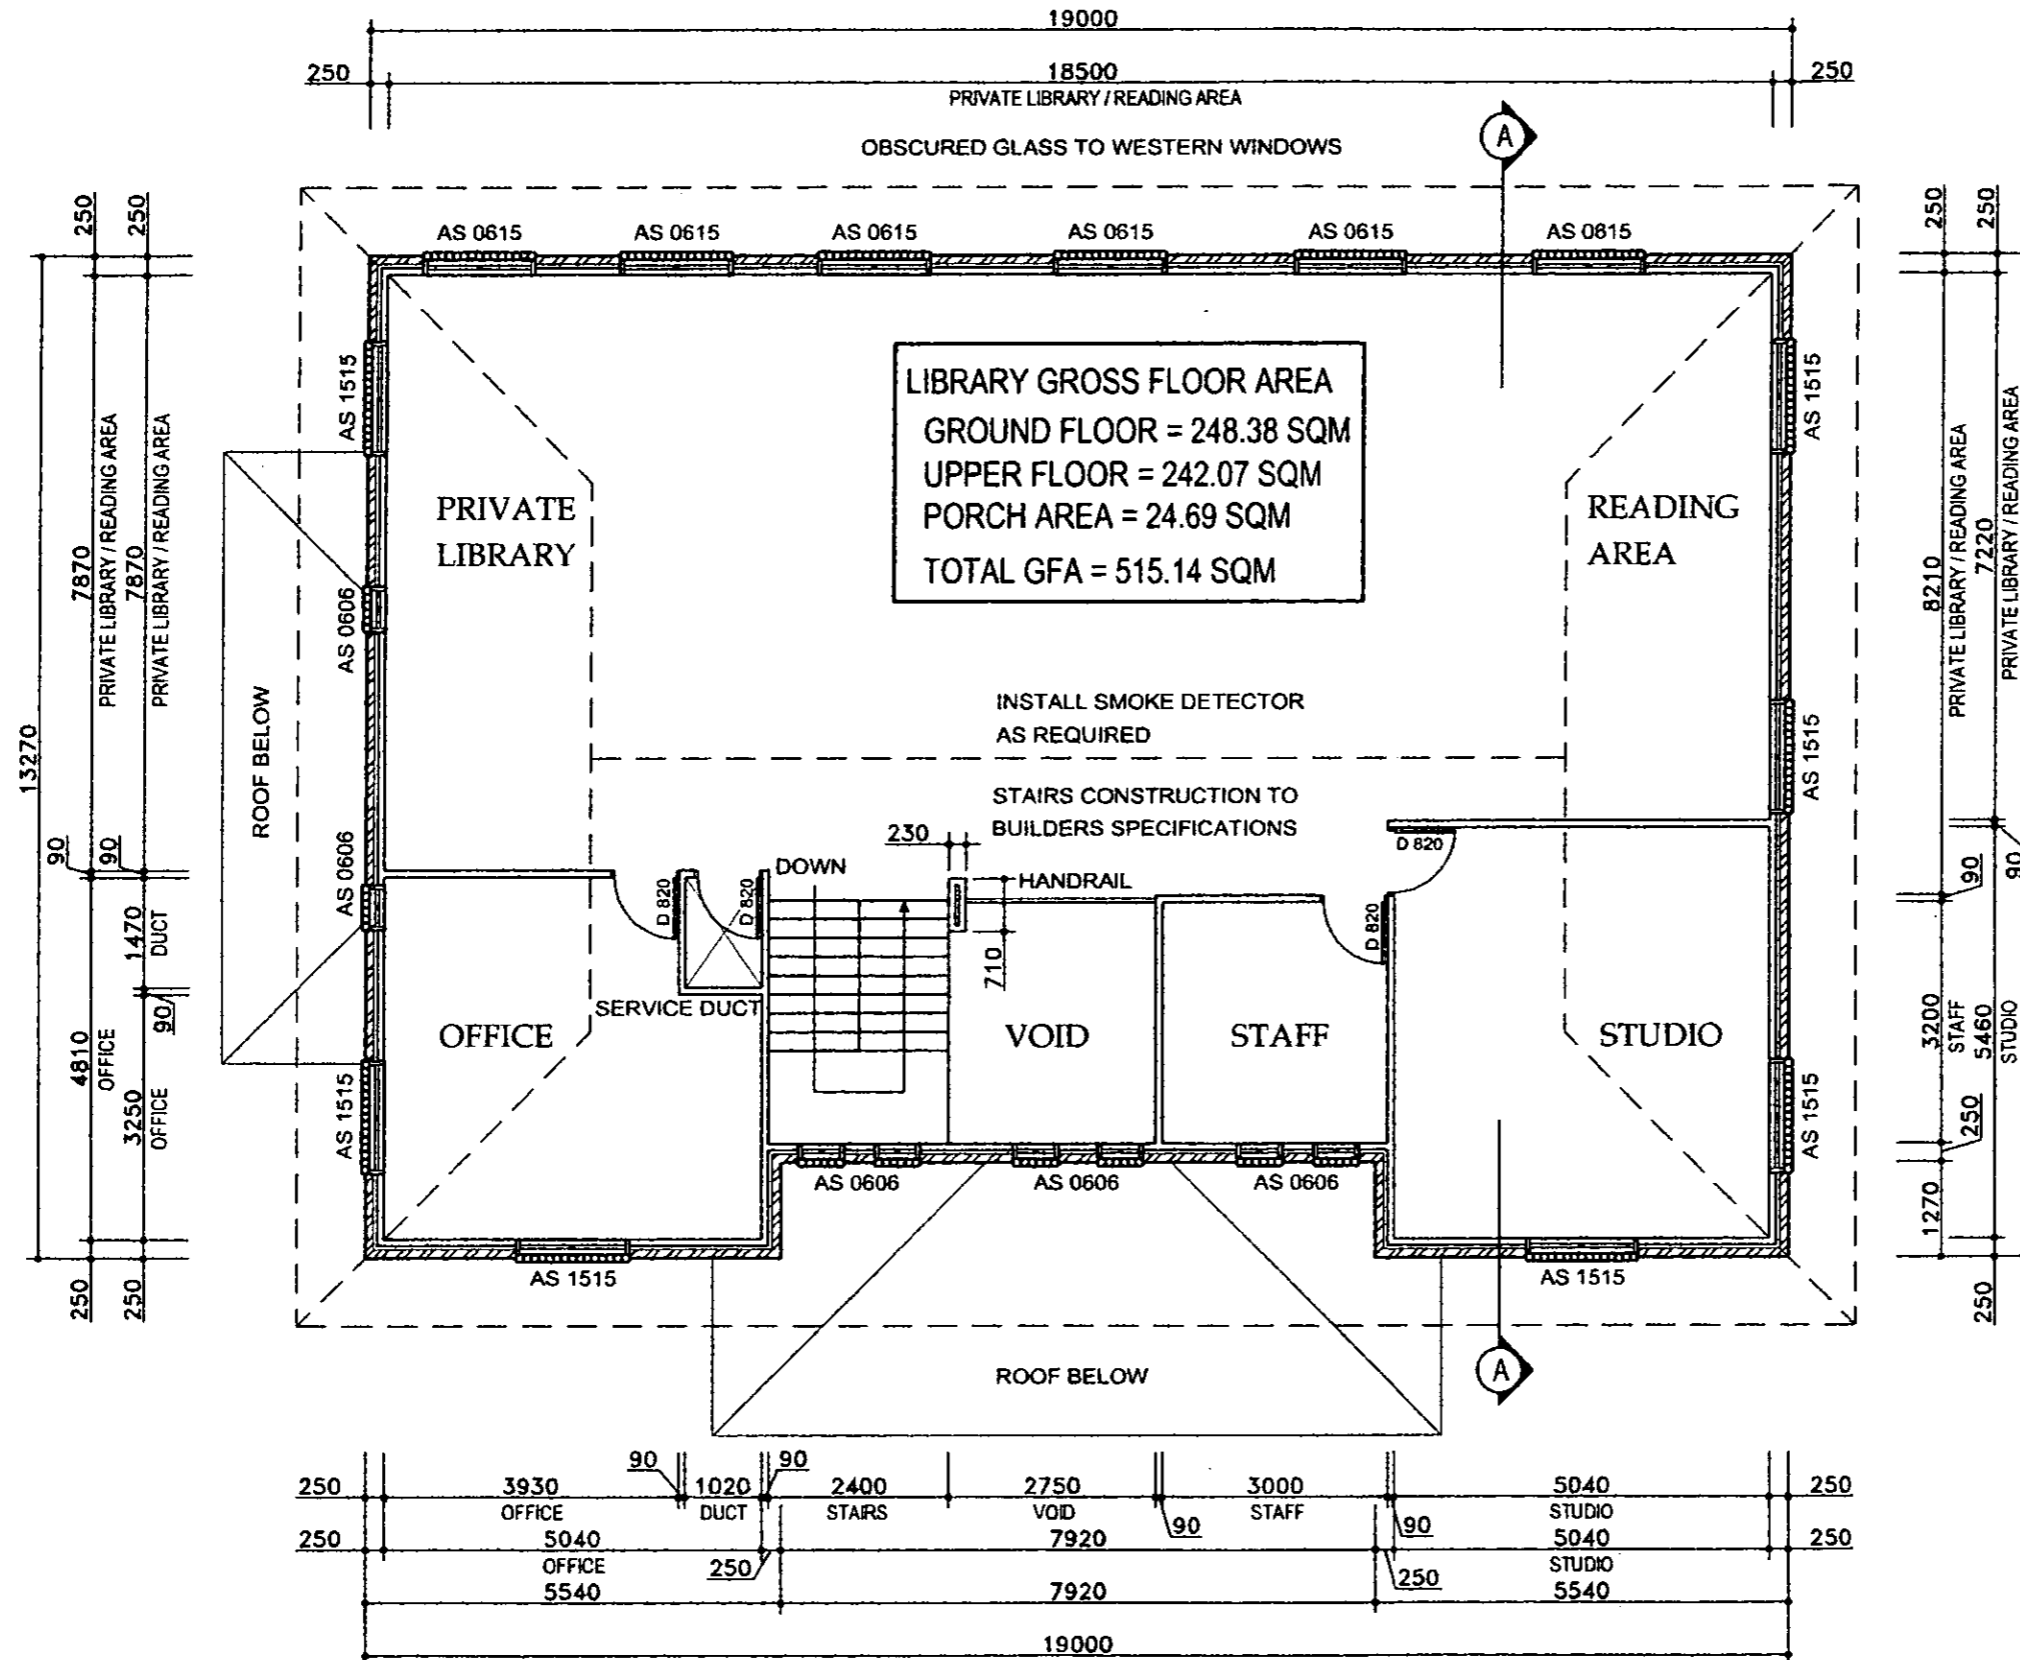 19000
250 18500 250
PRIVATE LIBRARY / READING AREA
OBSCURED GLASS TO WESTERN WINDOWS
A
AS 0615 AS 0615 AS 0615 AS 0615 AS 0615 AS 0815
250 250
13270
7870
PRIVATE LIBRARY / READING AREA
7870
PRIVATE LIBRARY / READING AREA
90 90
1470
DUCT
90
4810
OFFICE
3250
OFFICE
250 250
ROOF BELOW
AS 1515
AS 0606
AS 0606
AS 1515
LIBRARY GROSS FLOOR AREA
GROUND FLOOR = 248.38 SQM
UPPER FLOOR = 242.07 SQM
PORCH AREA = 24.69 SQM
TOTAL GFA = 515.14 SQM
PRIVATE
LIBRARY
READING
AREA
INSTALL SMOKE DETECTOR
AS REQUIRED
STAIRS CONSTRUCTION TO
BUILDERS SPECIFICATIONS
230
DOWN
HANDRAIL
710
D 820
D 820
D 820
D 820
SERVICE DUCT
OFFICE
VOID
STAFF
STUDIO
AS 1515
AS 1515
AS 1515
250 250
8210
PRIVATE LIBRARY / READING AREA
7220
PRIVATE LIBRARY / READING AREA
90
90
3200
STAFF
5460
STUDIO
250
1270
250
AS 0606 AS 0606 AS 0606
AS 1515 AS 1515
ROOF BELOW
A
90 90
250 3930 1020 2400 2750 3000 5040 250
OFFICE DUCT STAIRS VOID STAFF STUDIO
90 90
250 5040 7920 5040 250
OFFICE STUDIO
250 250
5540 7920 5540
19000